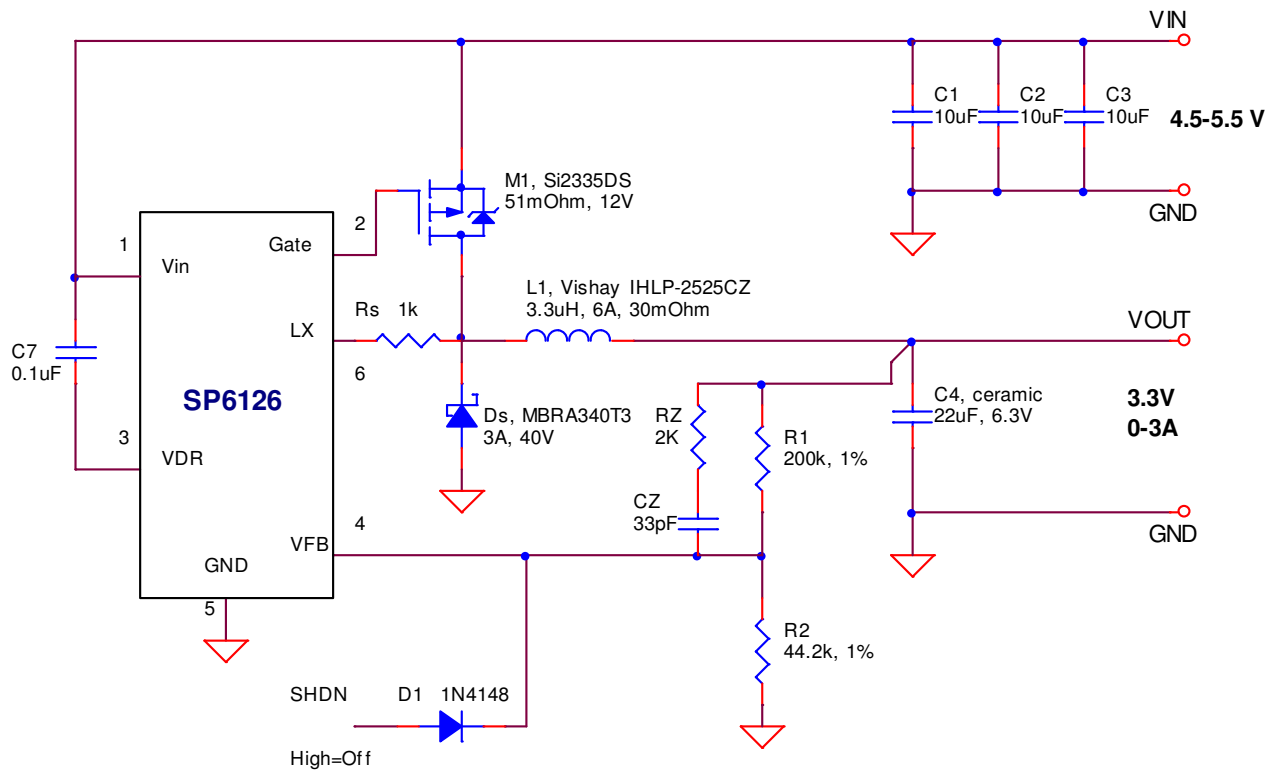 VIN
C1
10uF
C2
10uF
C3
10uF
4.5-5.5 V
GND
M1, Si2335DS
51mOhm, 12V
1
2
Vin
Gate
L1, Vishay IHLP-2525CZ
3.3uH, 6A, 30mOhm
Rs 1k
LX
6
VOUT
C7
0.1uF
SP6126
Ds, MBRA340T3
3A, 40V
RZ
2K
R1
200k, 1%
C4, ceramic
22uF, 6.3V
3.3V
0-3A
3
VDR
CZ
33pF
4
VFB
GND
GND
5
R2
44.2k, 1%
SHDN D1 1N4148
High=Off